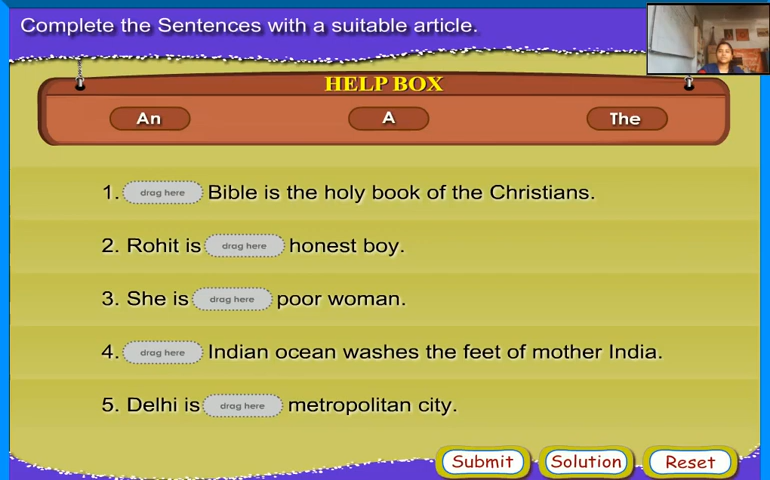 Complete the Sentences with a suitable article.
HELP BOX
An A The
1. drag here Bible is the holy book of the Christians.
2. Rohit is drag here honest boy.
3. She is drag here poor woman.
4. drag here Indian ocean washes the feet of mother India.
5. Delhi is drag here metropolitan city.
Submit Solution Reset